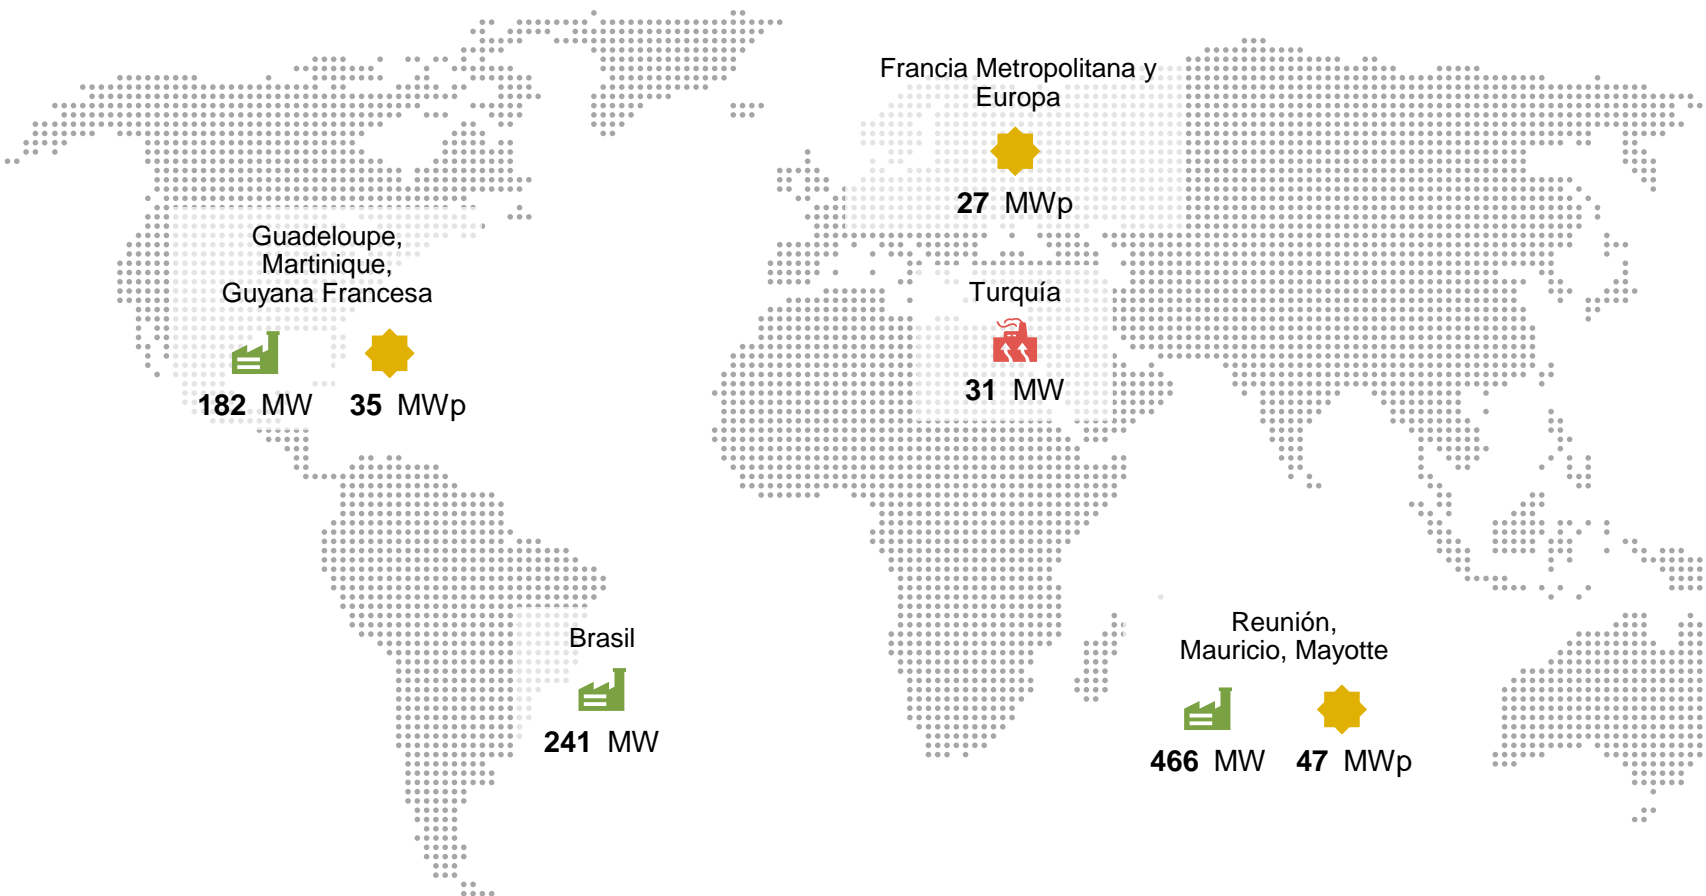 Francia Metropolitana y
Europa
27 MWp
Guadeloupe,
Martinique,
Guyana Francesa
182 MW 35 MWp
Turquía
31 MW
Brasil
241 MW
Reunión,
Mauricio, Mayotte
466 MW 47 MWp